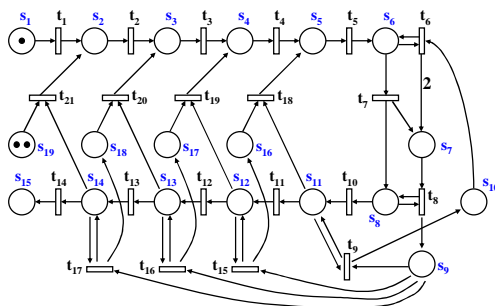 s1 t1 s2 t2 s3 t3 s4 t4 s5 t5 s6 t6
2
t21 t20 t19 t18 t7
s19 s18 s17 s16 s7
s15 t14 s14 t13 s13 t12 s12 t11 s11 t10 s8 t8
t9
t17 t16 t15 s9